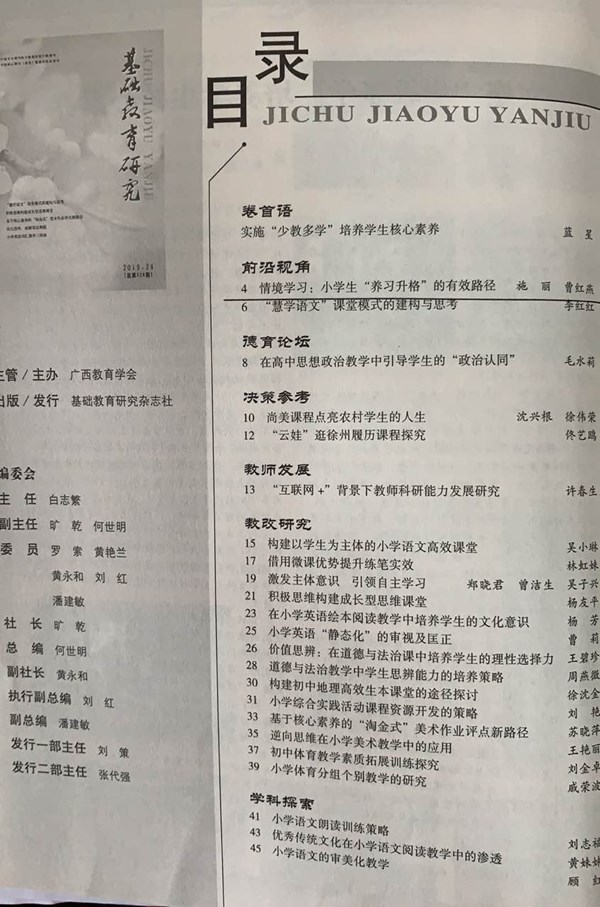 基础教育研究
JICHU JIAOYU YANJIU
2019.24
主管/主办 广西教育学会
出版/发行 基础教育研究杂志社
编委会
主 任 白志繁
副主任 旷 乾 何世明
委 员 罗 索 黄艳兰
黄永和 刘 红
潘建敏
社 长 旷 乾
总 编 何世明
副社长 黄永和
执行副总编 刘 红
副总编 潘建敏
发行一部主任 刘 策
发行二部主任 张代强
目录
JICHU JIAOYU YANJIU
卷首语
实施“少教多学”培养学生核心素养 蓝 星
前沿视角
4 情境学习:小学生“养习升格”的有效路径 施 丽 曾红燕
6 “慧学语文”课堂模式的建构与思考 李红红
德育论坛
8 在高中思想政治教学中引导学生的“政治认同” 毛水莉
决策参考
10 尚美课程点亮农村学生的人生 沈兴根 徐伟荣
12 “云娃”逛徐州履历课程探究 佟艺鸥
教师发展
13 “互联网+”背景下教师科研能力发展研究 许春生
教改研究
15 构建以学生为主体的小学语文高效课堂 吴小琳
17 借用微课优势提升练笔实效 林虹妹
19 激发主体意识 引领自主学习 郑晓君 曾洁生 吴子兴
21 积极思维构建成长型思维课堂 杨友平
23 在小学英语绘本阅读教学中培养学生的文化意识 杨 芳
25 小学英语“静态化”的审视及匡正 曹 莉
26 价值思辨:在道德与法治课中培养学生的理性选择力 王碧珍
28 道德与法治教学中学生思辨能力的培养策略 周燕微
30 构建初中地理高效生本课堂的途径探讨 徐沈金
31 小学综合实践活动课程资源开发的策略 刘 艳
33 基于核心素养的“淘金式”美术作业评点新路径 苏晓萍
35 逆向思维在小学美术教学中的应用 王艳丽
37 初中体育教学素质拓展训练探究 刘金卓
39 小学体育分组个别教学的研究 戚荣波
学科探索
41 小学语文朗读训练策略 刘志福
43 优秀传统文化在小学语文阅读教学中的渗透 黄妹妹
45 小学语文的审美化教学 顾 红